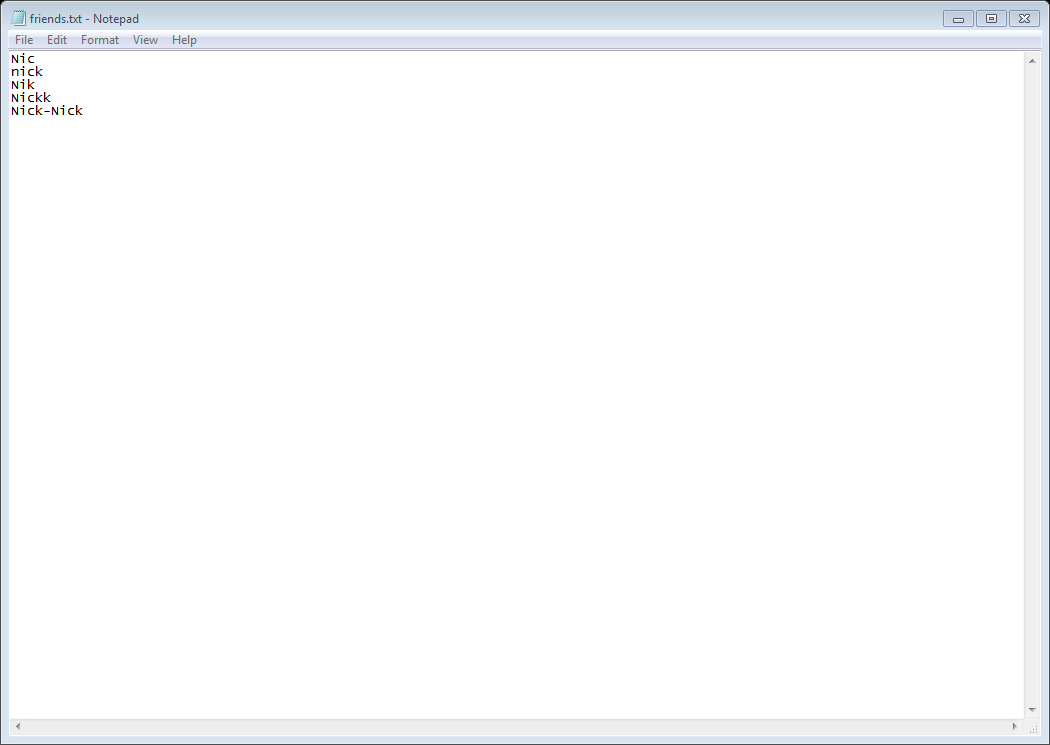 friends.txt - Notepad
File Edit Format View Help
Nic
nick
Nik
Nickk
Nick-Nick